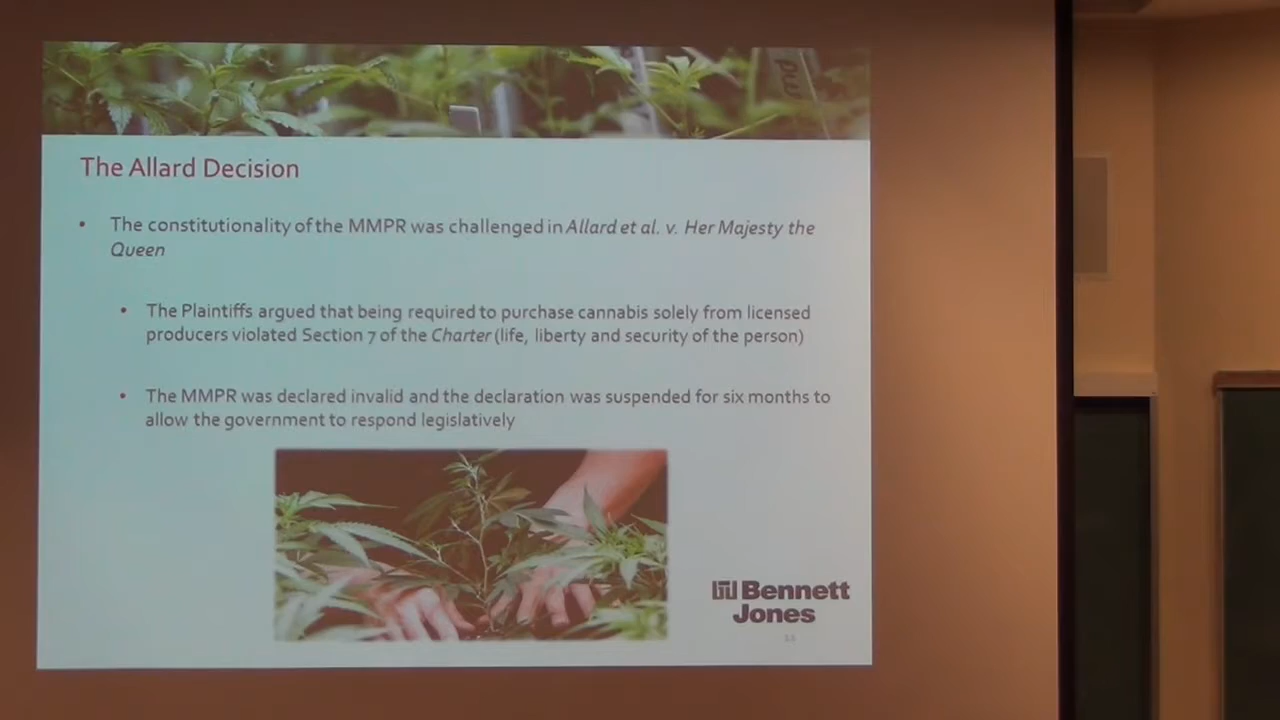 The Allard Decision
• The constitutionality of the MMPR was challenged in Allard et al. v. Her Majesty the
Queen
• The Plaintiffs argued that being required to purchase cannabis solely from licensed
producers violated Section 7 of the Charter (life, liberty and security of the person)
• The MMPR was declared invalid and the declaration was suspended for six months to
allow the government to respond legislatively
Bennett
Jones